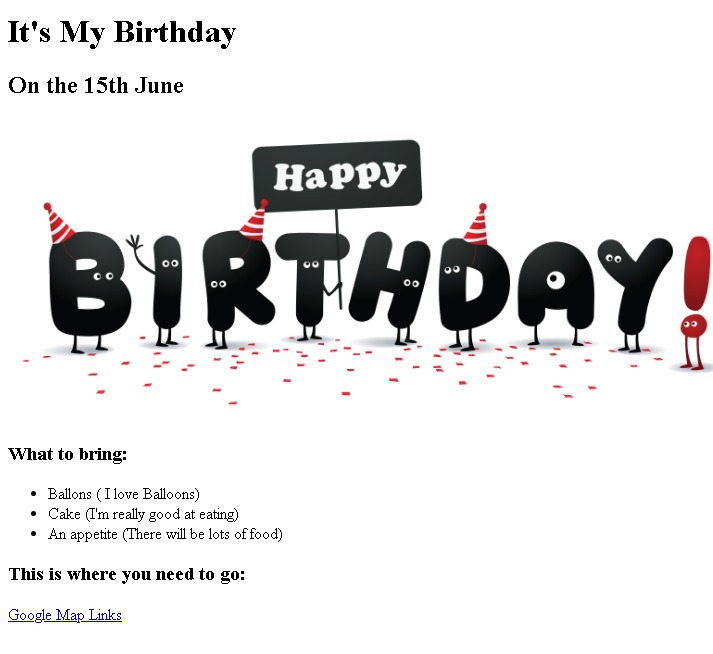 It's My Birthday
On the 15th June
Happy
BIRTHDAY!
What to bring:
Ballons ( I love Balloons)
Cake (I'm really good at eating)
An appetite (There will be lots of food)
This is where you need to go:
Google Map Links